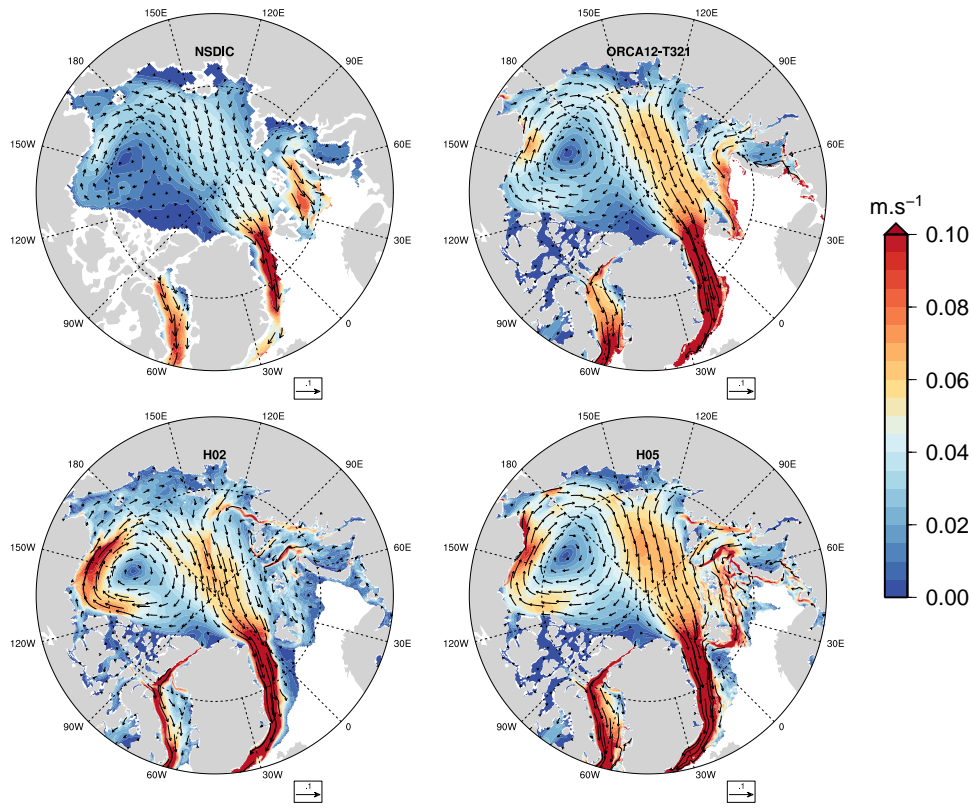 150E
120E
150E
120E
180
NSDIC
90E
180
ORCA12-T321
90E
150W
60E
150W
60E
m.s⁻¹
0.10
120W
30E
120W
30E
0.08
90W
0
90W
0
0.06
60W
30W
60W
30W
.1
.1
0.04
150E
120E
150E
120E
180
H02
90E
180
H05
90E
0.02
150W
60E
150W
60E
0.00
120W
30E
120W
30E
90W
0
90W
0
60W
30W
60W
30W
.1
.1